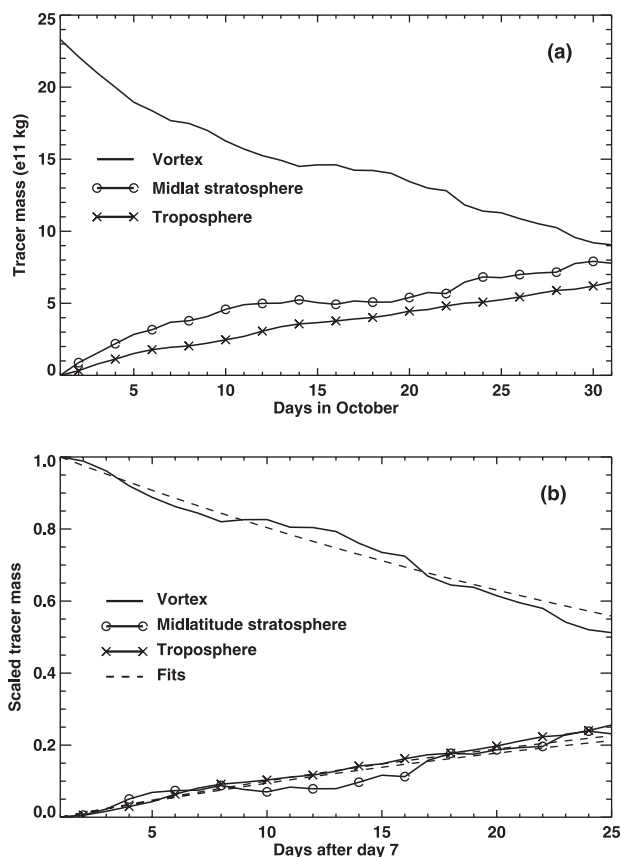 25
(a)
20
Tracer mass (e11 kg)
15
Vortex
Midlat stratosphere
10
Troposphere
5
0
5 10 15 20 25 30
Days in October
1.0
(b)
0.8
Scaled tracer mass
0.6
Vortex
Midlatitude stratosphere
0.4
Troposphere
Fits
0.2
0.0
5 10 15 20 25
Days after day 7